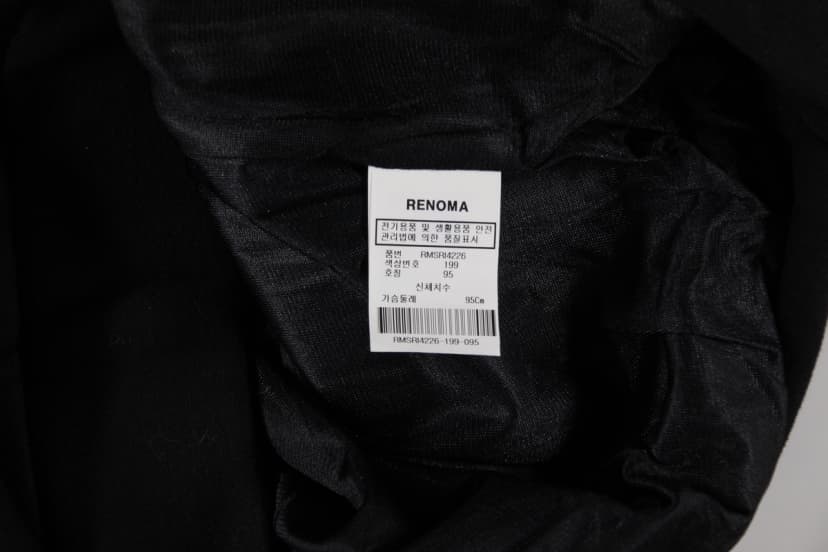 RENOMA
전기용품 및 생활용품 안전
관리법에 의한 품질표시
품번 RMSRI4226
색상번호 199
호칭 95
신체치수
가슴둘레 95Cm
RMSRI4226-199-095